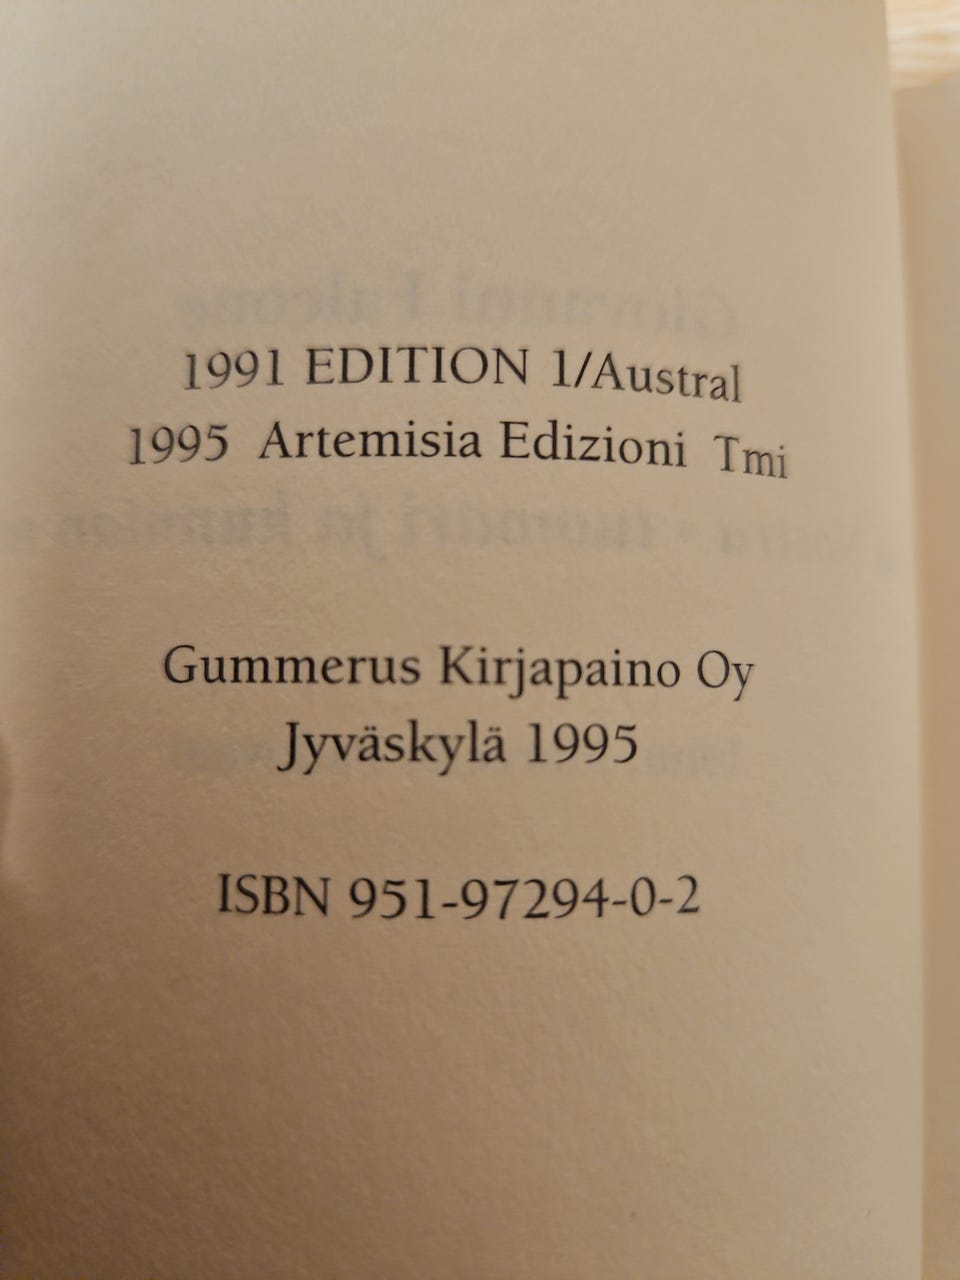 1991 EDITION 1/Austral
1995 Artemisia Edizioni Tmi
Gummerus Kirjapaino Oy
Jyväskylä 1995
ISBN 951-97294-0-2